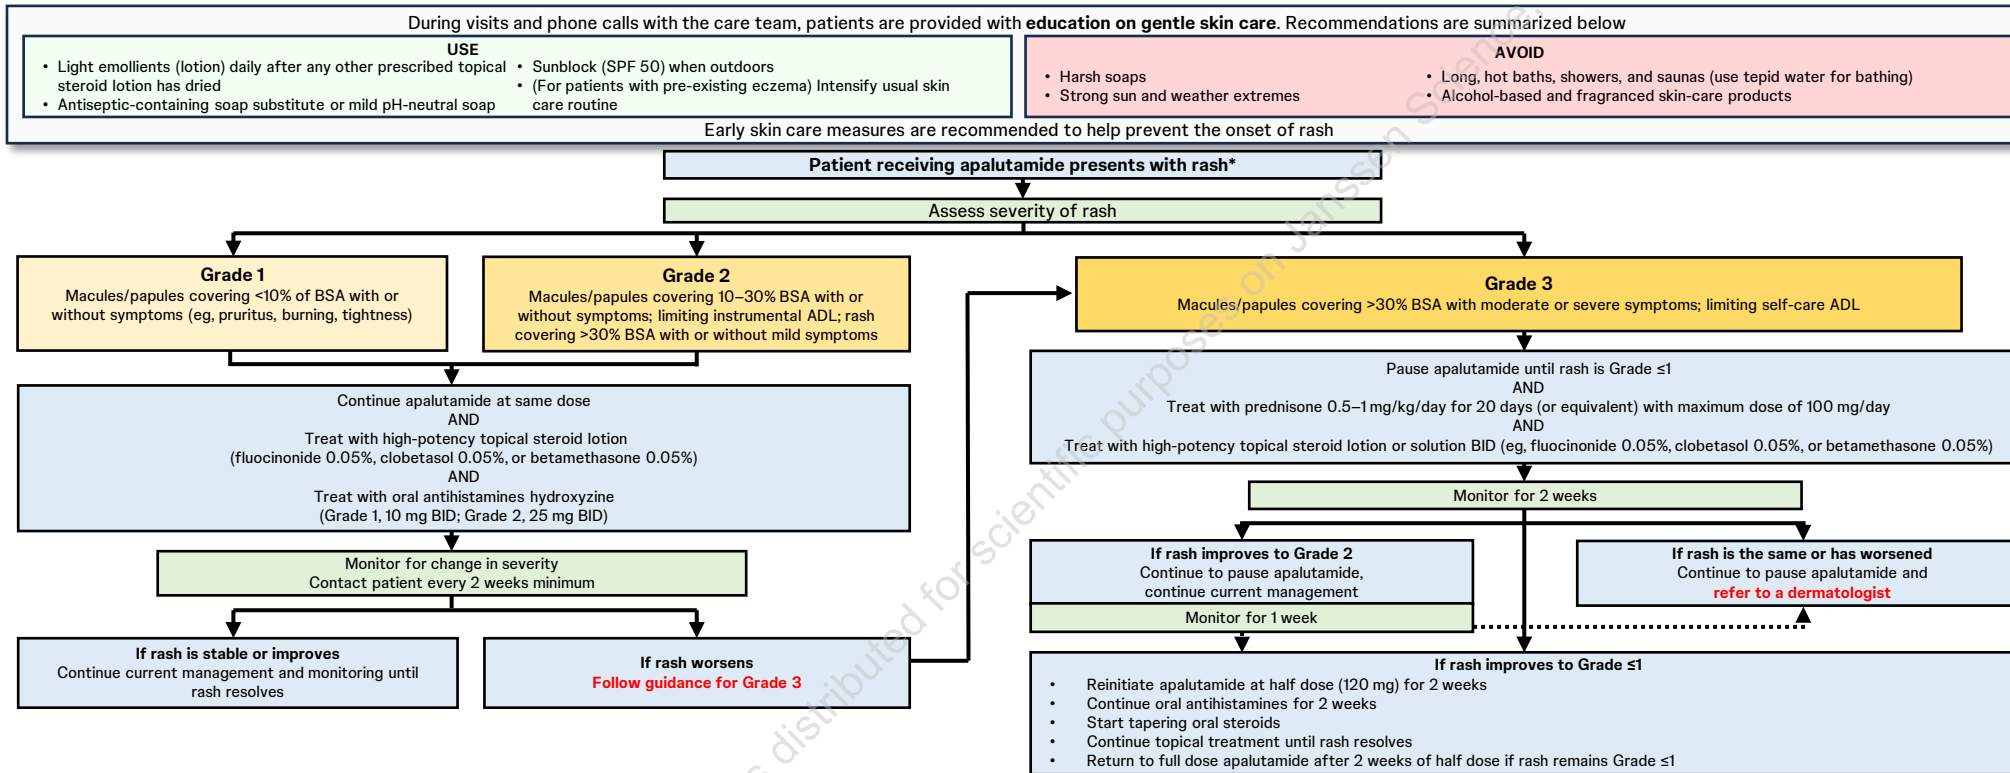 During visits and phone calls with the care team, patients are provided with education on gentle skin care. Recommendations are summarized below
USE
• Light emollients (lotion) daily after any other prescribed topical
steroid lotion has dried
• Antiseptic-containing soap substitute or mild pH-neutral soap
• Sunblock (SPF 50) when outdoors
• (For patients with pre-existing eczema) Intensify usual skin
care routine
AVOID
• Harsh soaps
• Strong sun and weather extremes
• Long, hot baths, showers, and saunas (use tepid water for bathing)
• Alcohol-based and fragranced skin-care products
Early skin care measures are recommended to help prevent the onset of rash
Patient receiving apalutamide presents with rash*
Assess severity of rash
Grade 1
Macules/papules covering <10% of BSA with or
without symptoms (eg, pruritus, burning, tightness)
Grade 2
Macules/papules covering 10–30% BSA with or
without symptoms; limiting instrumental ADL; rash
covering >30% BSA with or without mild symptoms
Grade 3
Macules/papules covering >30% BSA with moderate or severe symptoms; limiting self-care ADL
Continue apalutamide at same dose
AND
Treat with high-potency topical steroid lotion
(fluocinonide 0.05%, clobetasol 0.05%, or betamethasone 0.05%)
AND
Treat with oral antihistamines hydroxyzine
(Grade 1, 10 mg BID; Grade 2, 25 mg BID)
Monitor for change in severity
Contact patient every 2 weeks minimum
If rash is stable or improves
Continue current management and monitoring until
rash resolves
If rash worsens
Follow guidance for Grade 3
Pause apalutamide until rash is Grade ≤1
AND
Treat with prednisone 0.5–1 mg/kg/day for 20 days (or equivalent) with maximum dose of 100 mg/day
AND
Treat with high-potency topical steroid lotion or solution BID (eg, fluocinonide 0.05%, clobetasol 0.05%, or betamethasone 0.05%)
Monitor for 2 weeks
If rash improves to Grade 2
Continue to pause apalutamide,
continue current management
Monitor for 1 week
If rash is the same or has worsened
Continue to pause apalutamide and
refer to a dermatologist
If rash improves to Grade ≤1
• Reinitiate apalutamide at half dose (120 mg) for 2 weeks
• Continue oral antihistamines for 2 weeks
• Start tapering oral steroids
• Continue topical treatment until rash resolves
• Return to full dose apalutamide after 2 weeks of half dose if rash remains Grade ≤1
distributed for scientific purposes on Janssen Science,